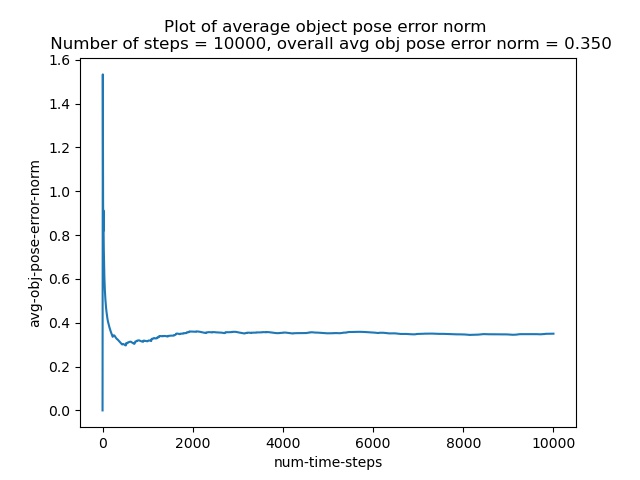 Plot of average object pose error norm
Number of steps = 10000, overall avg obj pose error norm = 0.350
1.6
1.4
1.2
1.0
0.8
0.6
0.4
0.2
0.0
avg-obj-pose-error-norm
0 2000 4000 6000 8000 10000
num-time-steps